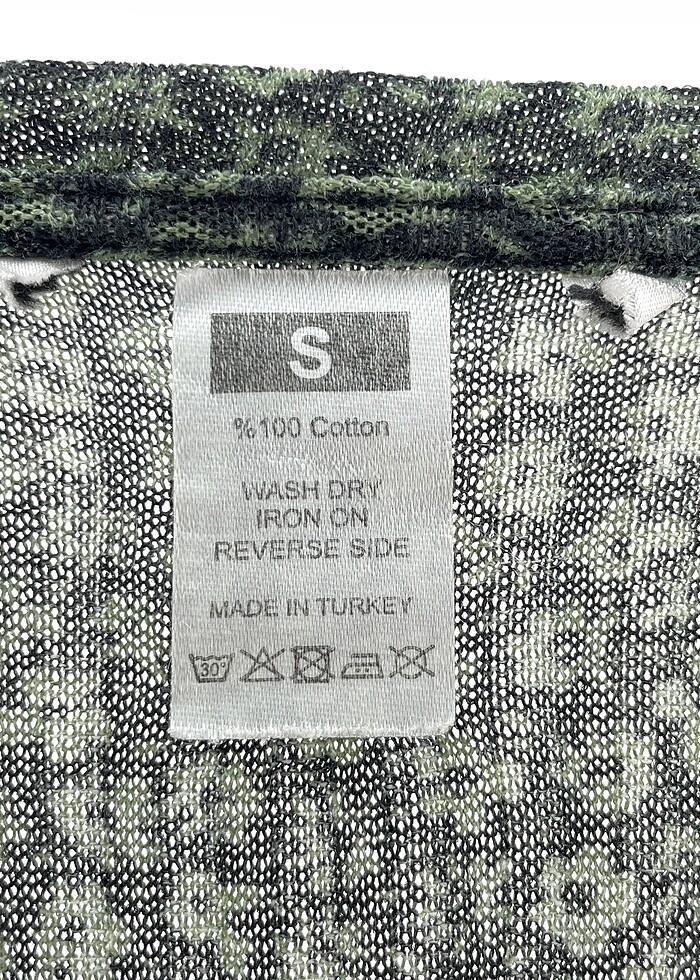 S
%100 Cotton
WASH DRY
IRON ON
REVERSE SIDE
MADE IN TURKEY
30°